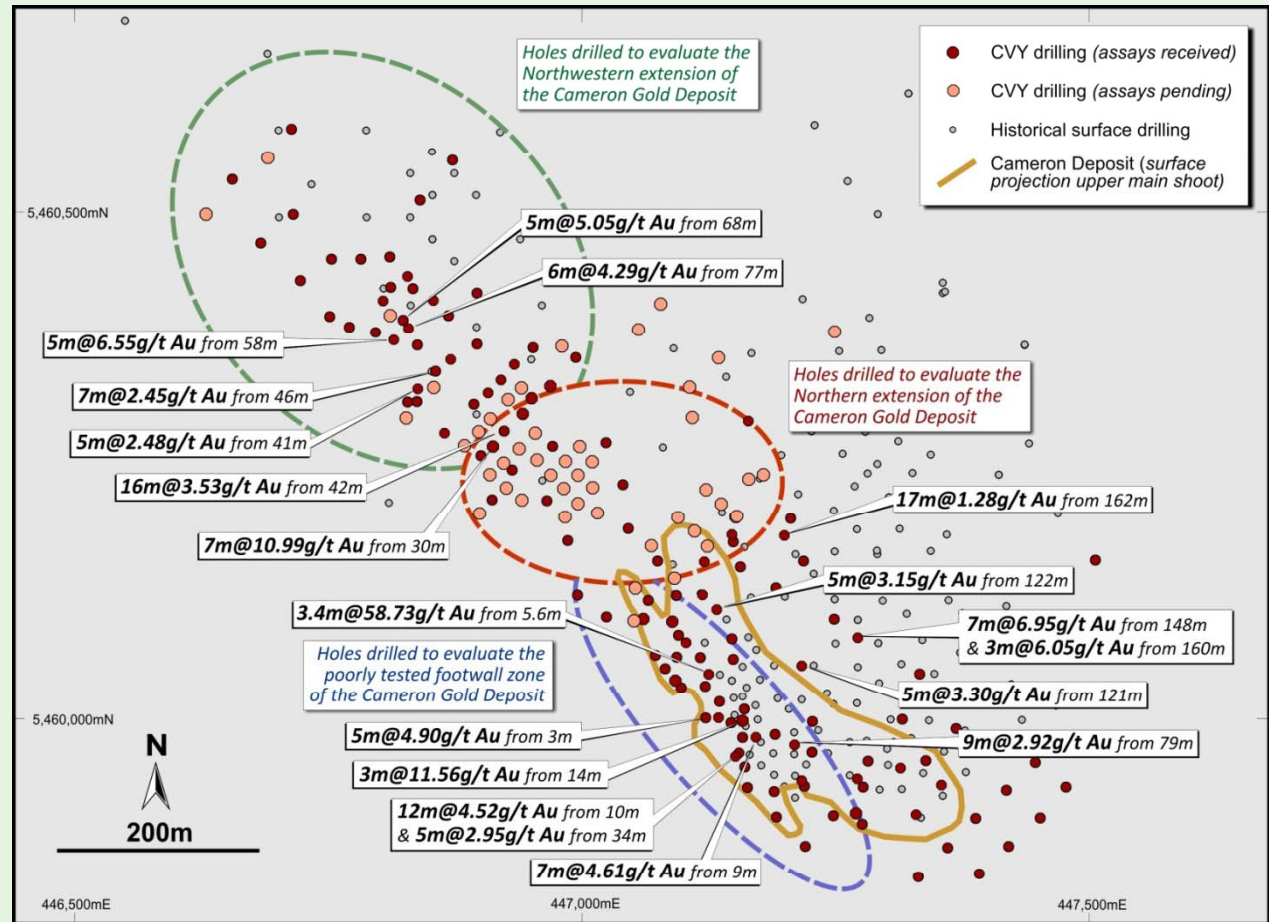 Holes drilled to evaluate the
Northwestern extension of
the Cameron Gold Deposit
CVY drilling (assays received)
CVY drilling (assays pending)
Historical surface drilling
Cameron Deposit (surface
projection upper main shoot)
5,460,500mN
5m@5.05g/t Au from 68m
6m@4.29g/t Au from 77m
5m@6.55g/t Au from 58m
Holes drilled to evaluate the
Northern extension of the
Cameron Gold Deposit
7m@2.45g/t Au from 46m
5m@2.48g/t Au from 41m
16m@3.53g/t Au from 42m
17m@1.28g/t Au from 162m
7m@10.99g/t Au from 30m
5m@3.15g/t Au from 122m
3.4m@58.73g/t Au from 5.6m
7m@6.95g/t Au from 148m
& 3m@6.05g/t Au from 160m
Holes drilled to evaluate the
poorly tested footwall zone
of the Cameron Gold Deposit
5m@3.30g/t Au from 121m
5,460,000mN
5m@4.90g/t Au from 3m
9m@2.92g/t Au from 79m
N
3m@11.56g/t Au from 14m
12m@4.52g/t Au from 10m
& 5m@2.95g/t Au from 34m
200m
7m@4.61g/t Au from 9m
446,500mE
447,000mE
447,500mE